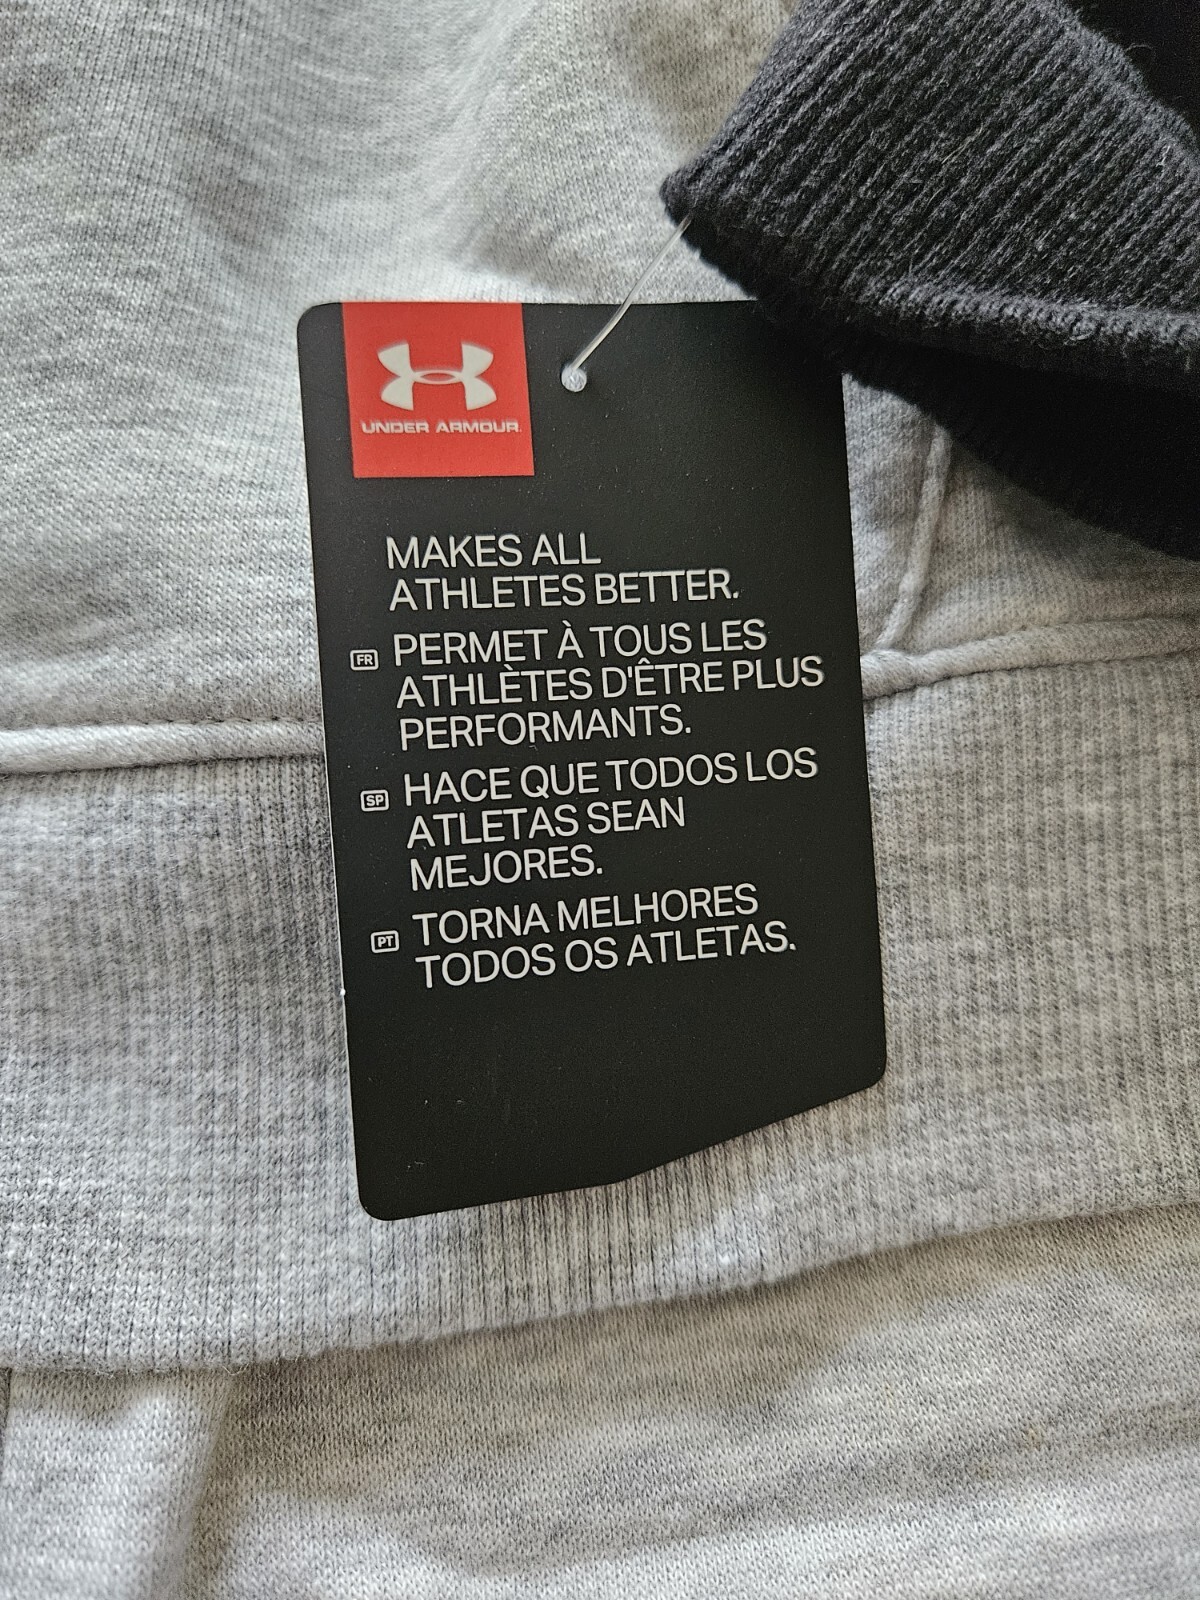 UNDER ARMOUR
MAKES ALL
ATHLETES BETTER.
FR PERMET À TOUS LES
ATHLÈTES D'ÊTRE PLUS
PERFORMANTS.
SP HACE QUE TODOS LOS
ATLETAS SEAN
MEJORES.
PT TORNA MELHORES
TODOS OS ATLETAS.